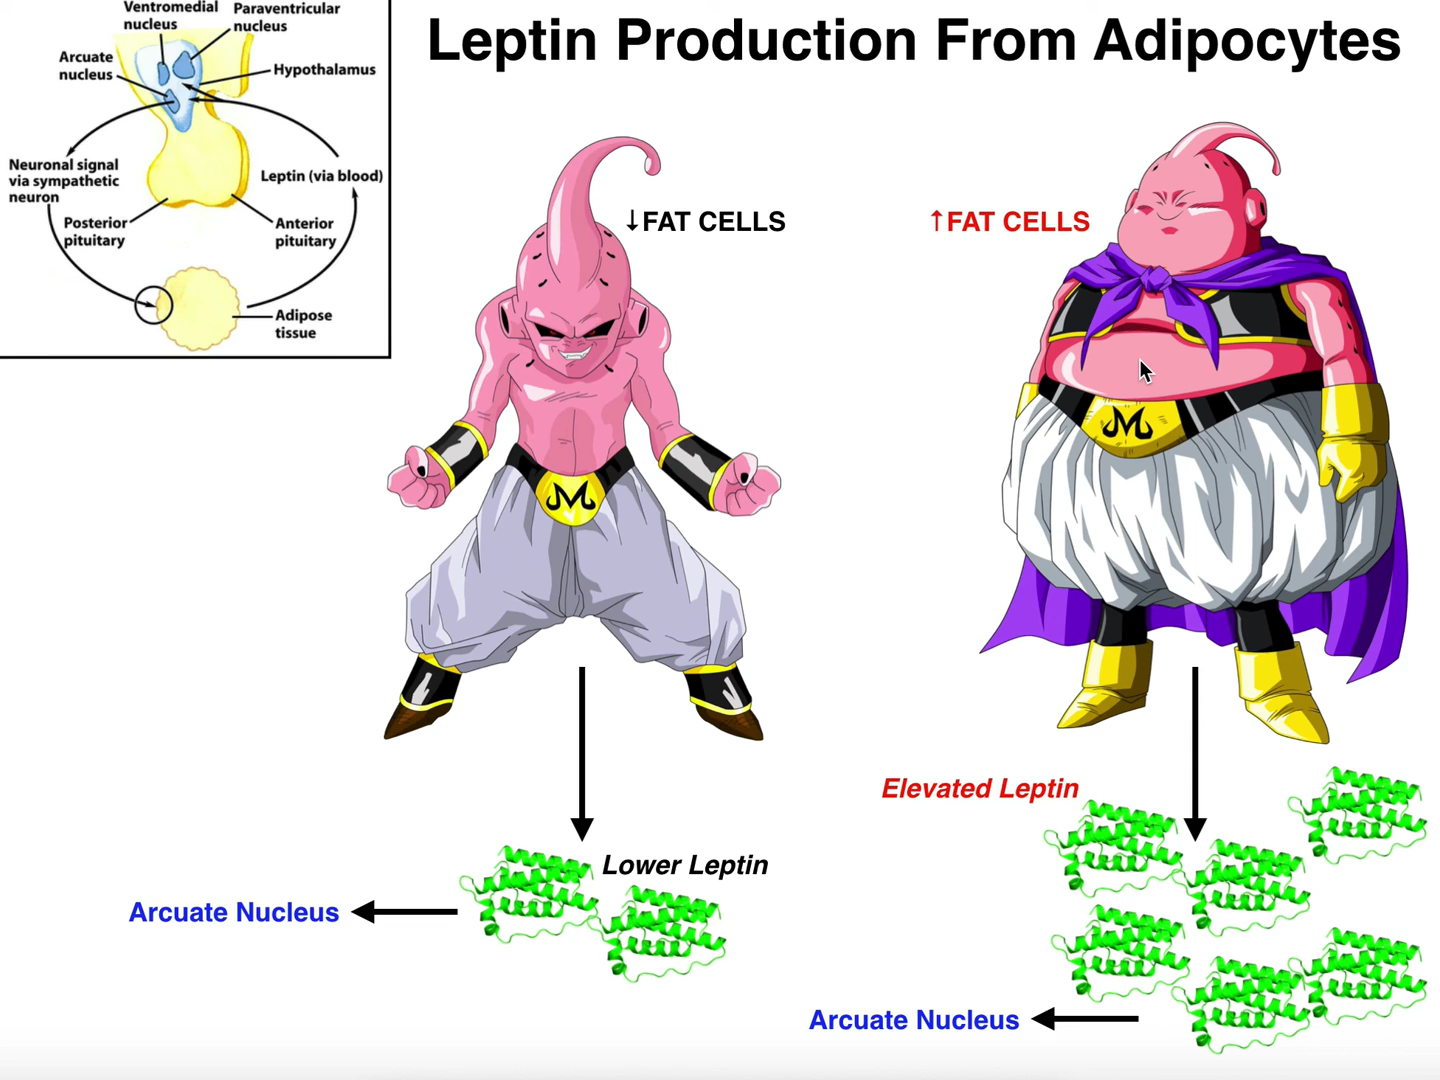 Leptin Production From Adipocytes
Ventromedial
nucleus
Paraventricular
nucleus
Arcuate
nucleus
Hypothalamus
Neuronal signal
via sympathetic
neuron
Leptin (via blood)
Posterior
pituitary
Anterior
pituitary
Adipose
tissue
↓FAT CELLS
↑FAT CELLS
M
M
Elevated Leptin
Lower Leptin
Arcuate Nucleus
Arcuate Nucleus